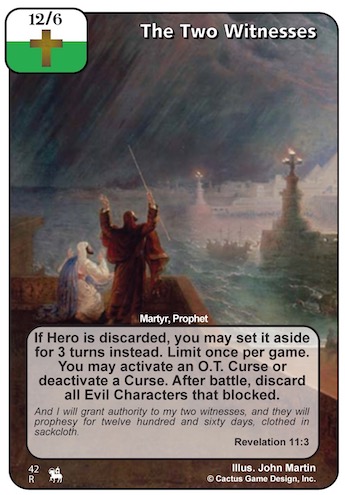 12/6
The Two Witnesses
Martyr, Prophet
If Hero is discarded, you may set it aside
for 3 turns instead. Limit once per game.
You may activate an O.T. Curse or
deactivate a Curse. After battle, discard
all Evil Characters that blocked.
And I will grant authority to my two witnesses, and they will
prophesy for twelve hundred and sixty days, clothed in
sackcloth.
Revelation 11:3
42
R
Illus. John Martin
© Cactus Game Design, Inc.